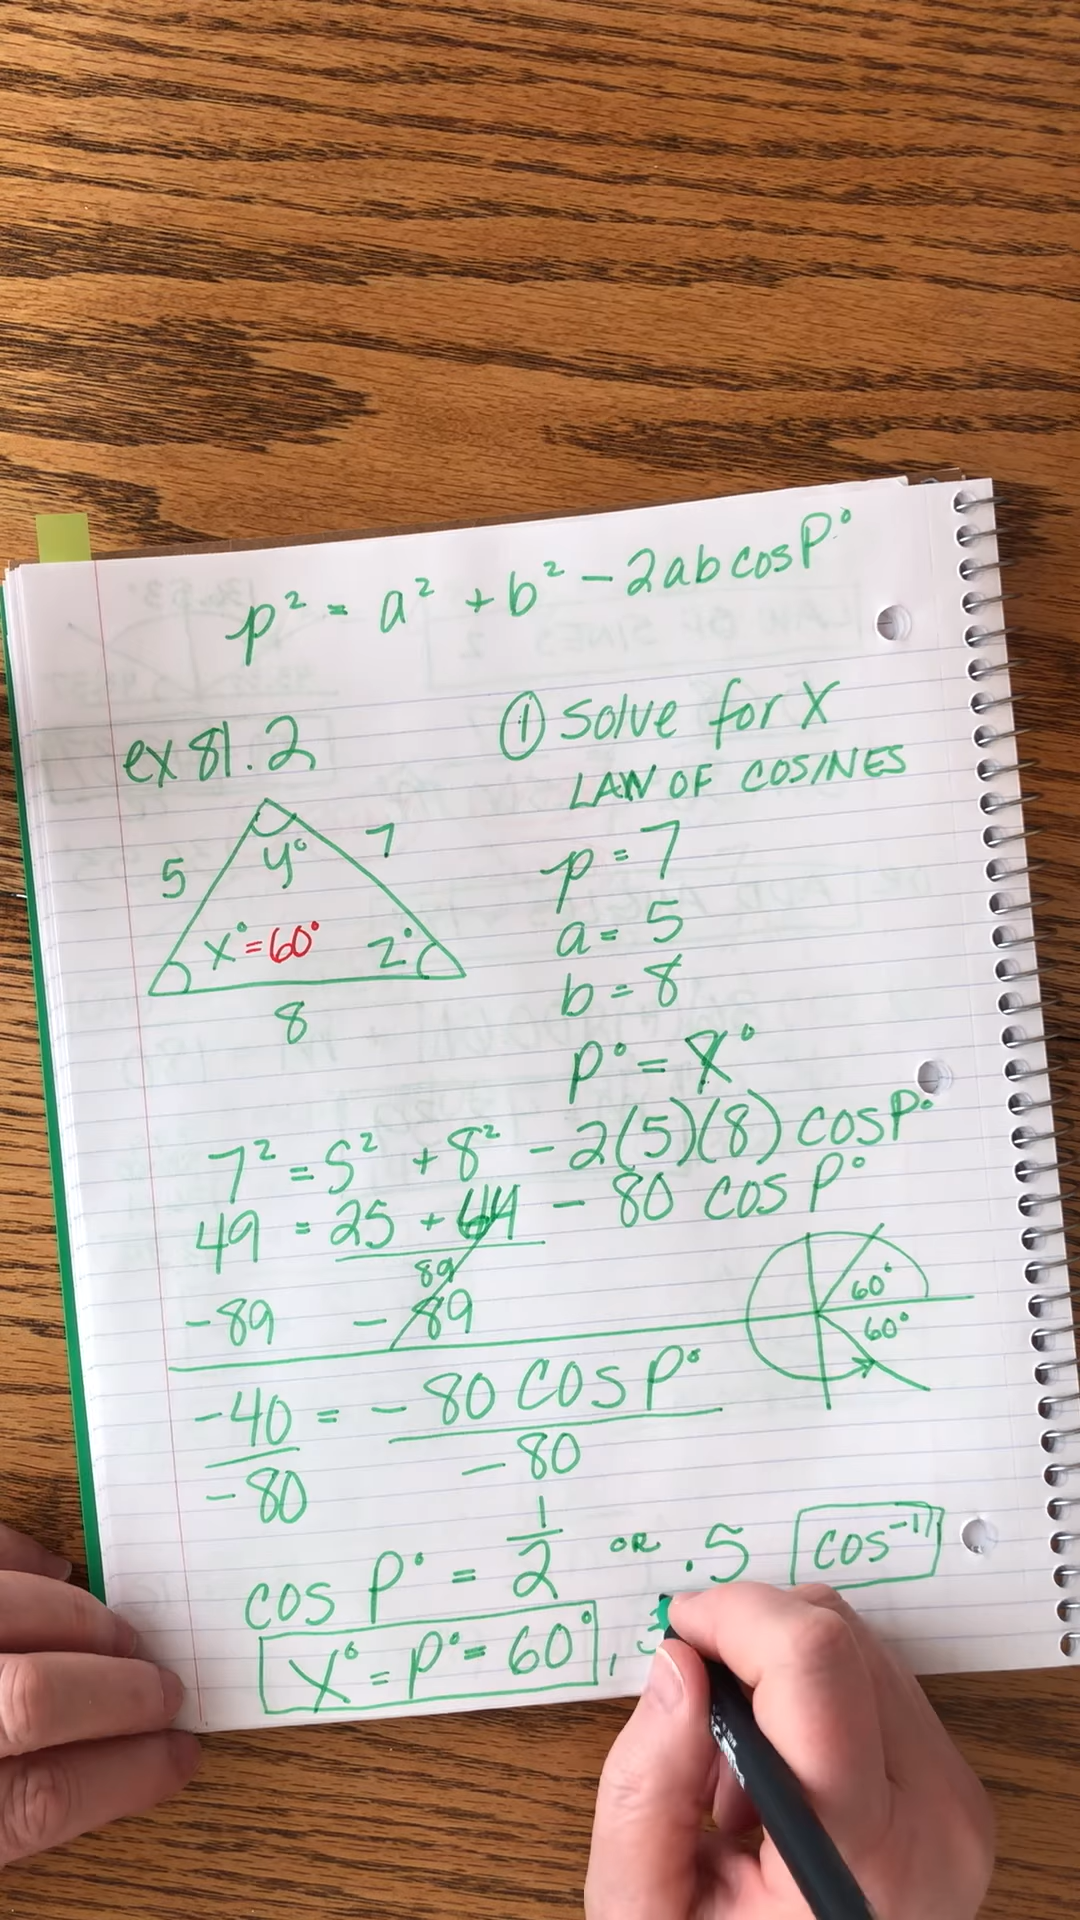 p² = a² + b² - 2ab cos P°
ex 81.2
① Solve for X
LAW OF COSINES
5
7
y°
x° = 60°
z°
8
p = 7
a = 5
b = 8
P° = X°
7² = 5² + 8² - 2(5)(8) cos P°
49 = 25 + 64 - 80 cos P°
89
-89 -89
60°
60°
-40 = -80 cos P°
-80 -80
cos P° = 1/2 OR .5 cos⁻¹
X° = P° = 60°, 3